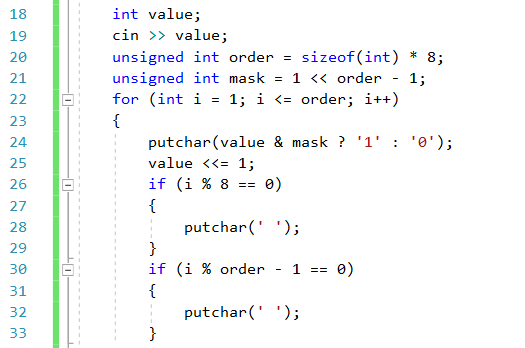 18 int value;
19 cin >> value;
20 unsigned int order = sizeof(int) * 8;
21 unsigned int mask = 1 << order - 1;
22 for (int i = 1; i <= order; i++)
23 {
24 putchar(value & mask ? '1' : '0');
25 value <<= 1;
26 if (i % 8 == 0)
27 {
28 putchar(' ');
29 }
30 if (i % order - 1 == 0)
31 {
32 putchar(' ');
33 }